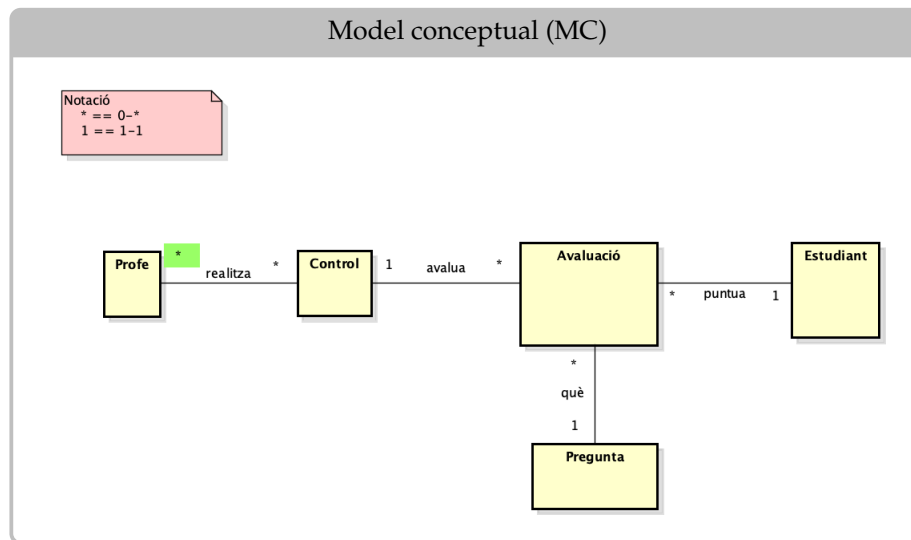 Model conceptual (MC)
Notació
* == 0-*
1 == 1-1
Profe
*
realitza
*
Control
1
avalua
*
Avaluació
*
puntua
1
Estudiant
*
què
1
Pregunta